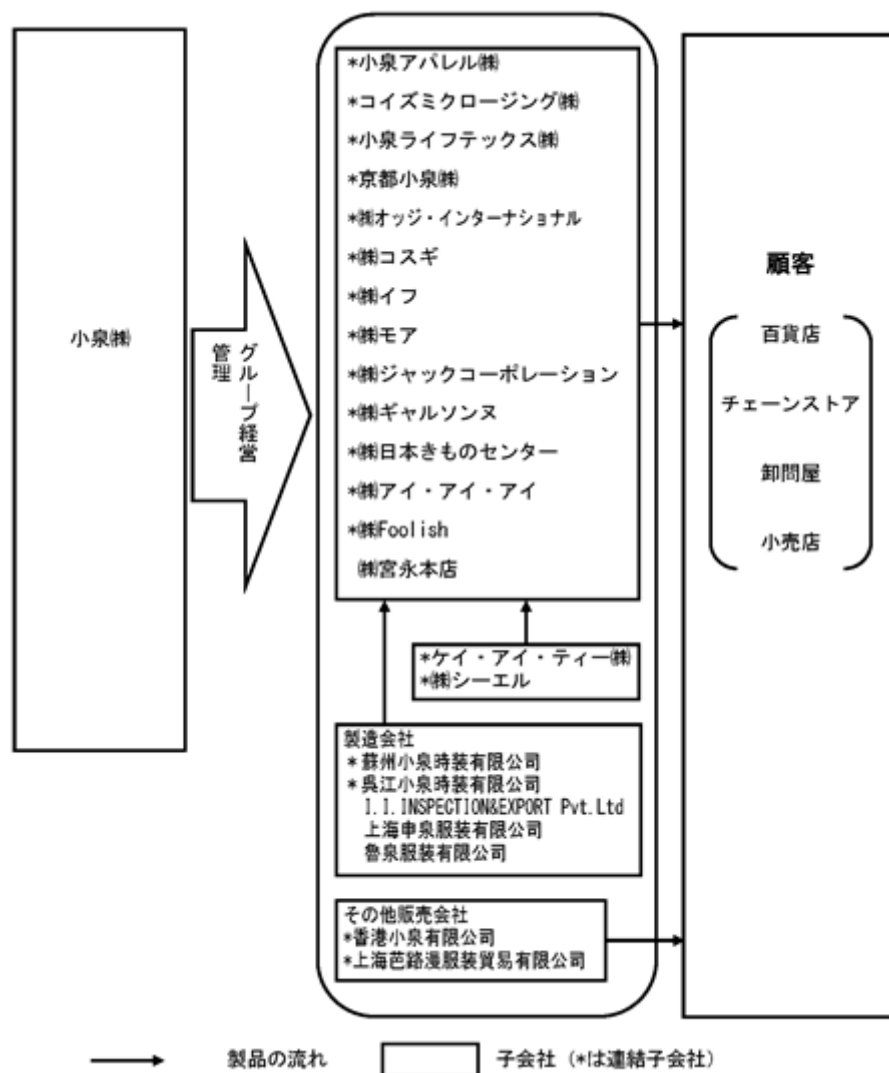 小泉㈱
グループ経営
管理
*小泉アパレル㈱
*コイズミクロージング㈱
*小泉ライフテックス㈱
*京都小泉㈱
*㈱オッジ・インターナショナル
*㈱コスギ
*㈱イフ
*㈱モア
*㈱ジャックコーポレーション
*㈱ギャルソンヌ
*㈱日本きものセンター
*㈱アイ・アイ・アイ
*㈱Foolish
㈱宮永本店
*ケイ・アイ・ティー㈱
*㈱シーエル
製造会社
*蘇州小泉時装有限公司
*呉江小泉時装有限公司
I.I.INSPECTION&EXPORT Pvt.Ltd
上海申泉服装有限公司
魯泉服装有限公司
その他販売会社
*香港小泉有限公司
*上海芭路漫服装貿易有限公司
顧客
百貨店
チェーンストア
卸問屋
小売店
製品の流れ
子会社（*は連結子会社）